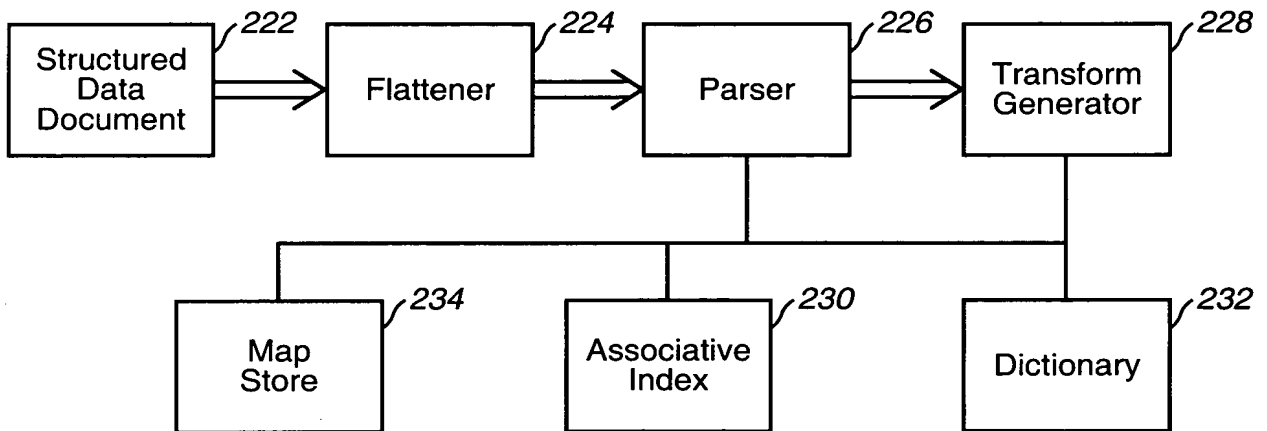 222
Structured
Data
Document
224
Flattener
226
Parser
228
Transform
Generator
234
Map
Store
230
Associative
Index
232
Dictionary